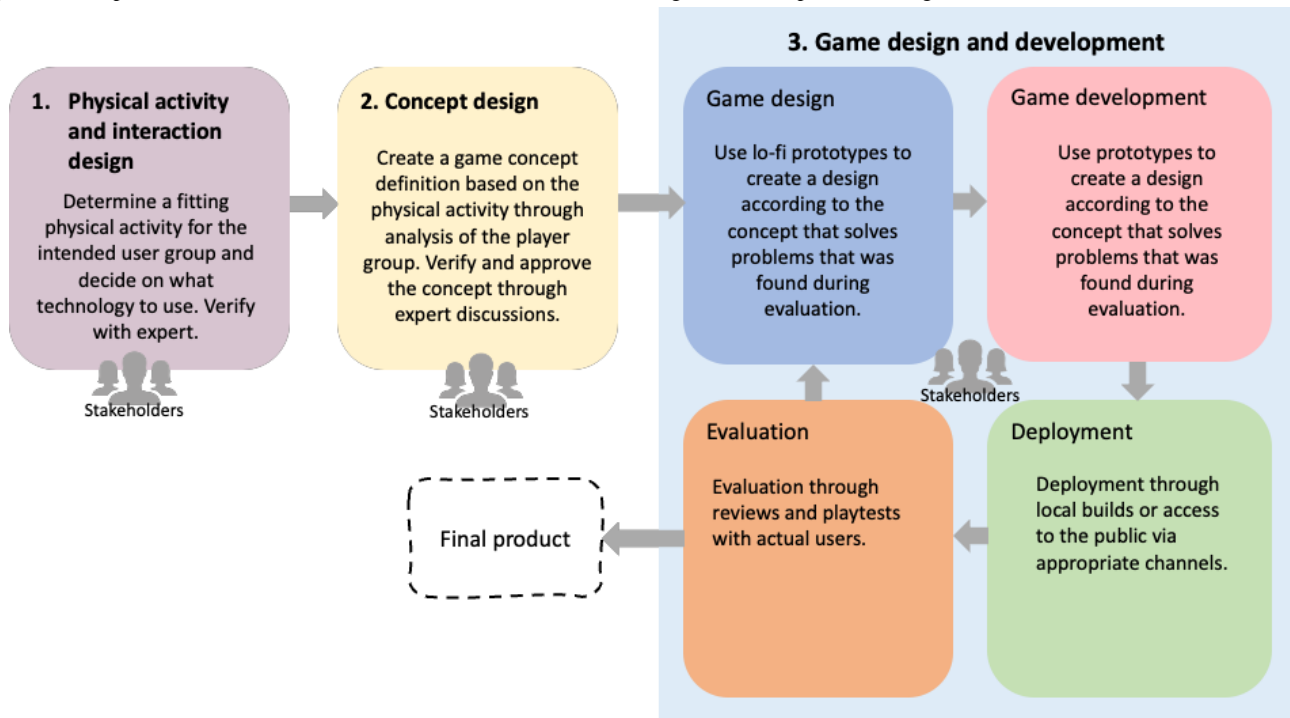 3. Game design and development
1. Physical activity
and interaction
design
Determine a fitting
physical activity for the
intended user group and
decide on what
technology to use. Verify
with expert.
Stakeholders
2. Concept design
Create a game concept
definition based on the
physical activity through
analysis of the player
group. Verify and approve
the concept through
expert discussions.
Stakeholders
Game design
Use lo-fi prototypes to
create a design
according to the
concept that solves
problems that was
found during
evaluation.
Game development
Use prototypes to
create a design
according to the
concept that solves
problems that was
found during
evaluation.
Stakeholders
Evaluation
Evaluation through
reviews and playtests
with actual users.
Deployment
Deployment through
local builds or access
to the public via
appropriate channels.
Final product